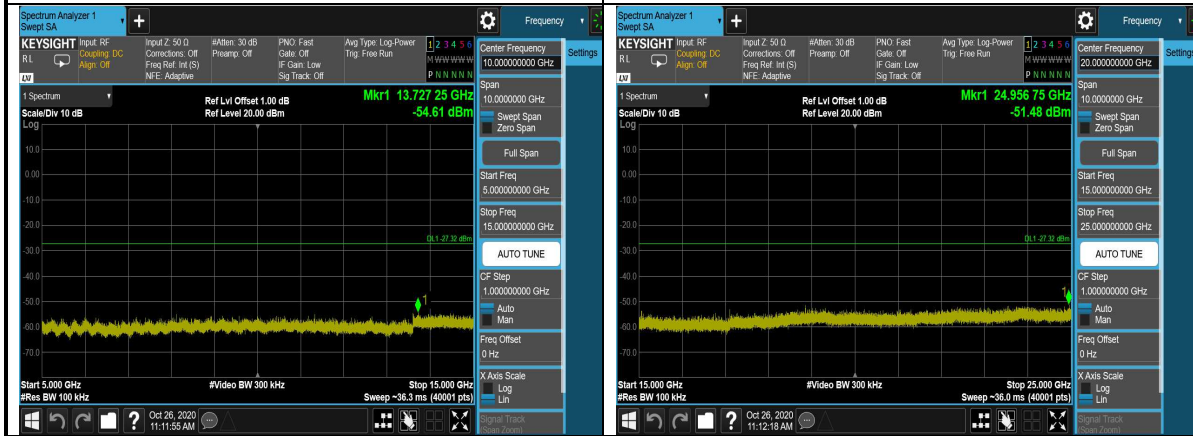 Spectrum Analyzer 1
Swept SA
Frequency
KEYSIGHT
RL
LXI
Input: RF
Coupling: DC
Align: Off
Input Z: 50 Ω
Corrections: Off
Freq Ref: Int (S)
NFE: Adaptive
#Atten: 30 dB
Preamp: Off
PNO: Fast
Gate: Off
IF Gain: Low
Sig Track: Off
Avg Type: Log-Power
Trig: Free Run
1 2 3 4 5 6
M W W W W W
P N N N N N
1 Spectrum
Scale/Div 10 dB
Log
Ref Lvl Offset 1.00 dB
Ref Level 20.00 dBm
Mkr1 13.727 25 GHz
-54.61 dBm
10.0
0.00
-10.0
-20.0
-30.0
-40.0
-50.0
-60.0
-70.0
DL1 -27.32 dBm
1
Start 5.000 GHz
#Res BW 100 kHz
#Video BW 300 kHz
Stop 15.000 GHz
Sweep ~36.3 ms (40001 pts)
Center Frequency
10.000000000 GHz
Settings
Span
10.0000000 GHz
Swept Span
Zero Span
Full Span
Start Freq
5.000000000 GHz
Stop Freq
15.000000000 GHz
AUTO TUNE
CF Step
1.000000000 GHz
Auto
Man
Freq Offset
0 Hz
X Axis Scale
Log
Lin
Signal Track
(Span Zoom)
?
Oct 26, 2020
11:11:55 AM
Spectrum Analyzer 1
Swept SA
Frequency
KEYSIGHT
RL
LXI
Input: RF
Coupling: DC
Align: Off
Input Z: 50 Ω
Corrections: Off
Freq Ref: Int (S)
NFE: Adaptive
#Atten: 30 dB
Preamp: Off
PNO: Fast
Gate: Off
IF Gain: Low
Sig Track: Off
Avg Type: Log-Power
Trig: Free Run
1 2 3 4 5 6
M W W W W W
P N N N N N
1 Spectrum
Scale/Div 10 dB
Log
Ref Lvl Offset 1.00 dB
Ref Level 20.00 dBm
Mkr1 24.956 75 GHz
-51.48 dBm
10.0
0.00
-10.0
-20.0
-30.0
-40.0
-50.0
-60.0
-70.0
DL1 -27.32 dBm
1
Start 15.000 GHz
#Res BW 100 kHz
#Video BW 300 kHz
Stop 25.000 GHz
Sweep ~36.0 ms (40001 pts)
Center Frequency
20.000000000 GHz
Settings
Span
10.0000000 GHz
Swept Span
Zero Span
Full Span
Start Freq
15.000000000 GHz
Stop Freq
25.000000000 GHz
AUTO TUNE
CF Step
1.000000000 GHz
Auto
Man
Freq Offset
0 Hz
X Axis Scale
Log
Lin
Signal Track
(Span Zoom)
?
Oct 26, 2020
11:12:18 AM